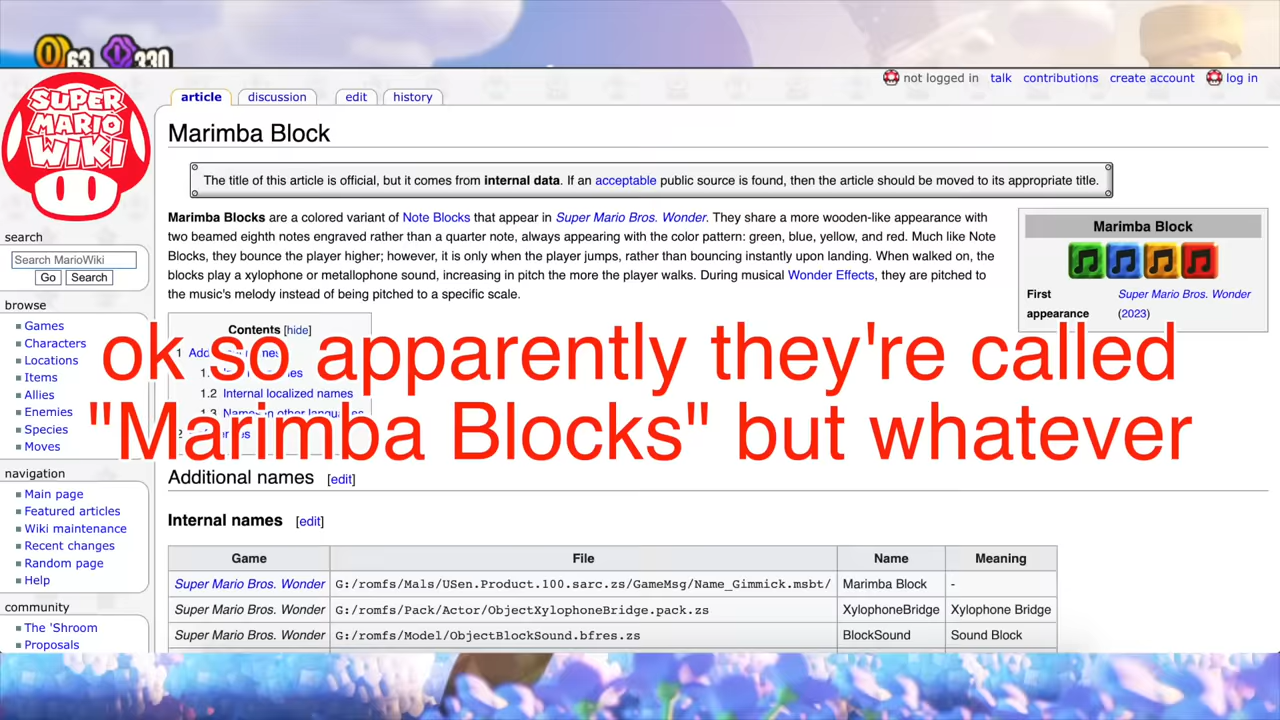 63 330
not logged in talk contributions create account log in
SUPER
MARIO
WIKI
article discussion edit history
Marimba Block
The title of this article is official, but it comes from internal data. If an acceptable public source is found, then the article should be moved to its appropriate title.
Marimba Blocks are a colored variant of Note Blocks that appear in Super Mario Bros. Wonder. They share a more wooden-like appearance with
two beamed eighth notes engraved rather than a quarter note, always appearing with the color pattern: green, blue, yellow, and red. Much like Note
Blocks, they bounce the player higher; however, it is only when the player jumps, rather than bouncing instantly upon landing. When walked on, the
blocks play a xylophone or metallophone sound, increasing in pitch the more the player walks. During musical Wonder Effects, they are pitched to
the music's melody instead of being pitched to a specific scale.
Marimba Block
First
appearance
Super Mario Bros. Wonder
(2023)
search
Search MarioWiki
Go Search
browse
Games
Characters
Locations
Items
Allies
Enemies
Species
Moves
navigation
Main page
Featured articles
Wiki maintenance
Recent changes
Random page
Help
community
The 'Shroom
Proposals
Contents [hide]
1
1.2 Internal localized names
1.3 Names in other languages
2
ok so apparently they're called
"Marimba Blocks" but whatever
Additional names [edit]
Internal names [edit]
Game File Name Meaning
Super Mario Bros. Wonder G:/romfs/Mals/USen.Product.100.sarc.zs/GameMsg/Name_Gimmick.msbt/ Marimba Block -
Super Mario Bros. Wonder G:/romfs/Pack/Actor/ObjectXylophoneBridge.pack.zs XylophoneBridge Xylophone Bridge
Super Mario Bros. Wonder G:/romfs/Model/ObjectBlockSound.bfres.zs BlockSound Sound Block